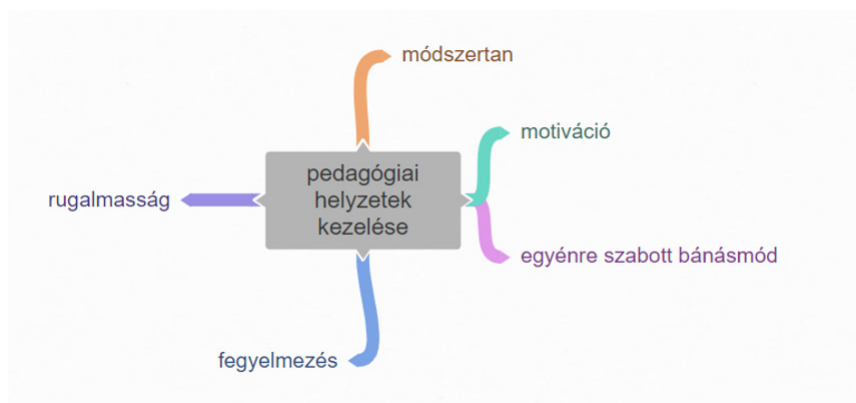 módszertan
motiváció
pedagógiai
helyzetek
kezelése
rugalmasság
egyénre szabott bánásmód
fegyelmezés